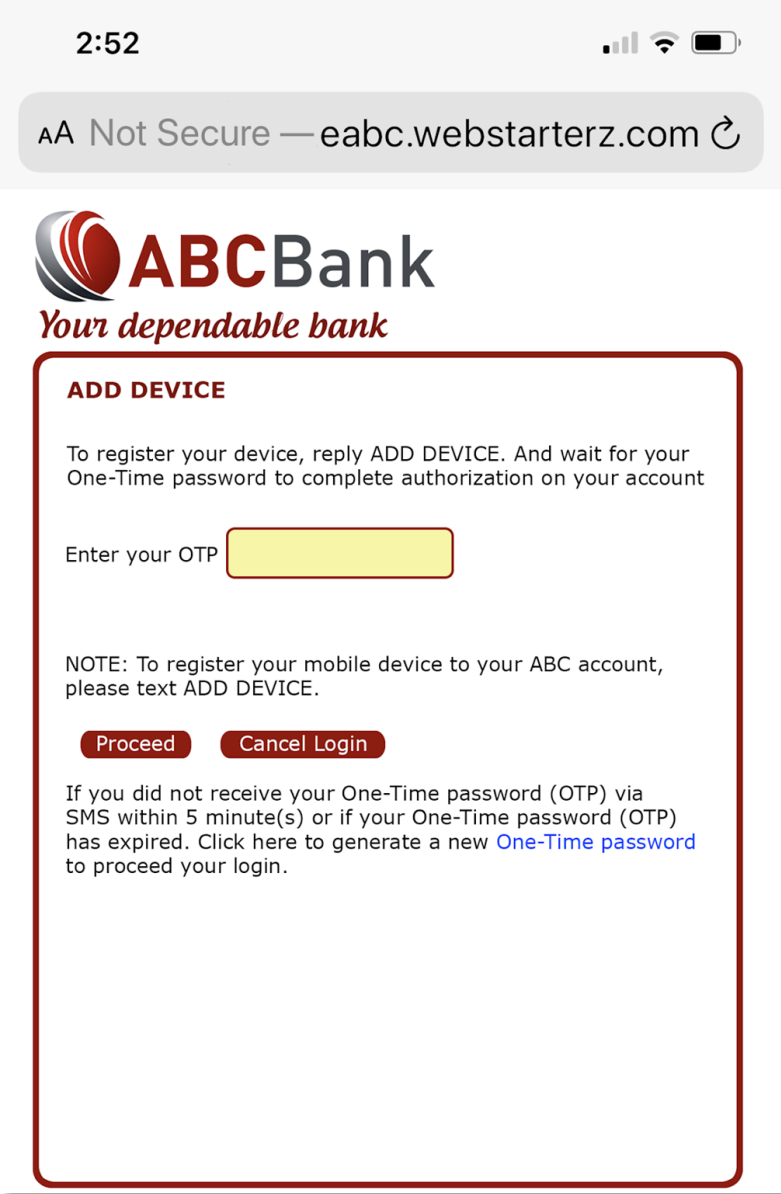 2:52
AA Not Secure — eabc.webstarterz.com
ABCBank
Your dependable bank
ADD DEVICE
To register your device, reply ADD DEVICE. And wait for your
One-Time password to complete authorization on your account
Enter your OTP
NOTE: To register your mobile device to your ABC account,
please text ADD DEVICE.
Proceed Cancel Login
If you did not receive your One-Time password (OTP) via
SMS within 5 minute(s) or if your One-Time password (OTP)
has expired. Click here to generate a new One-Time password
to proceed your login.